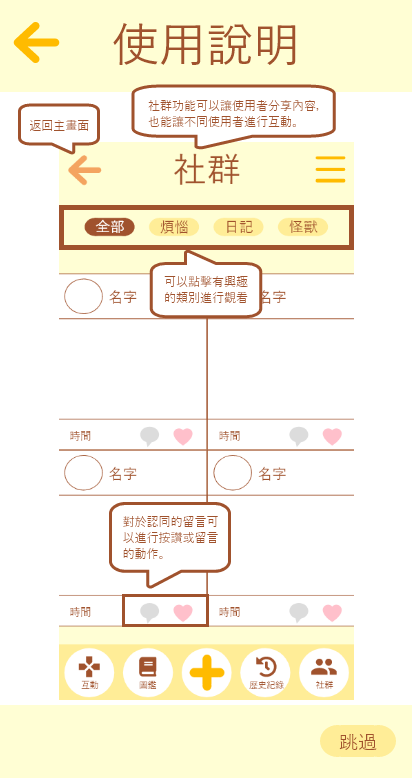 使用說明
社群功能可以讓使用者分享內容,
也能讓不同使用者進行互動。
返回主畫面
社群
全部 煩惱 日記 怪獸
可以點擊有興趣
的類別進行觀看
名字 名字
時間 時間
名字 名字
對於認同的留言可
以進行按讚或留言
的動作。
時間 時間
互動 圖鑑 歷史紀錄 社群
跳過